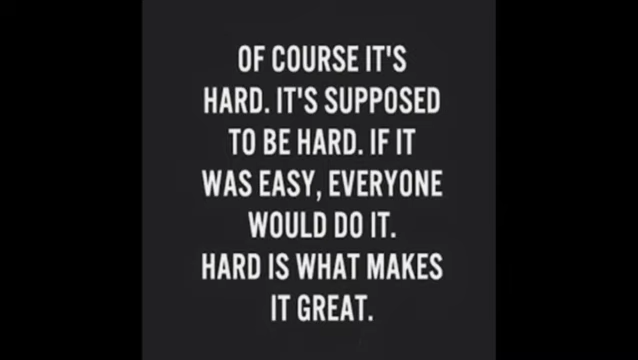 OF COURSE IT'S
HARD. IT'S SUPPOSED
TO BE HARD. IF IT
WAS EASY, EVERYONE
WOULD DO IT.
HARD IS WHAT MAKES
IT GREAT.